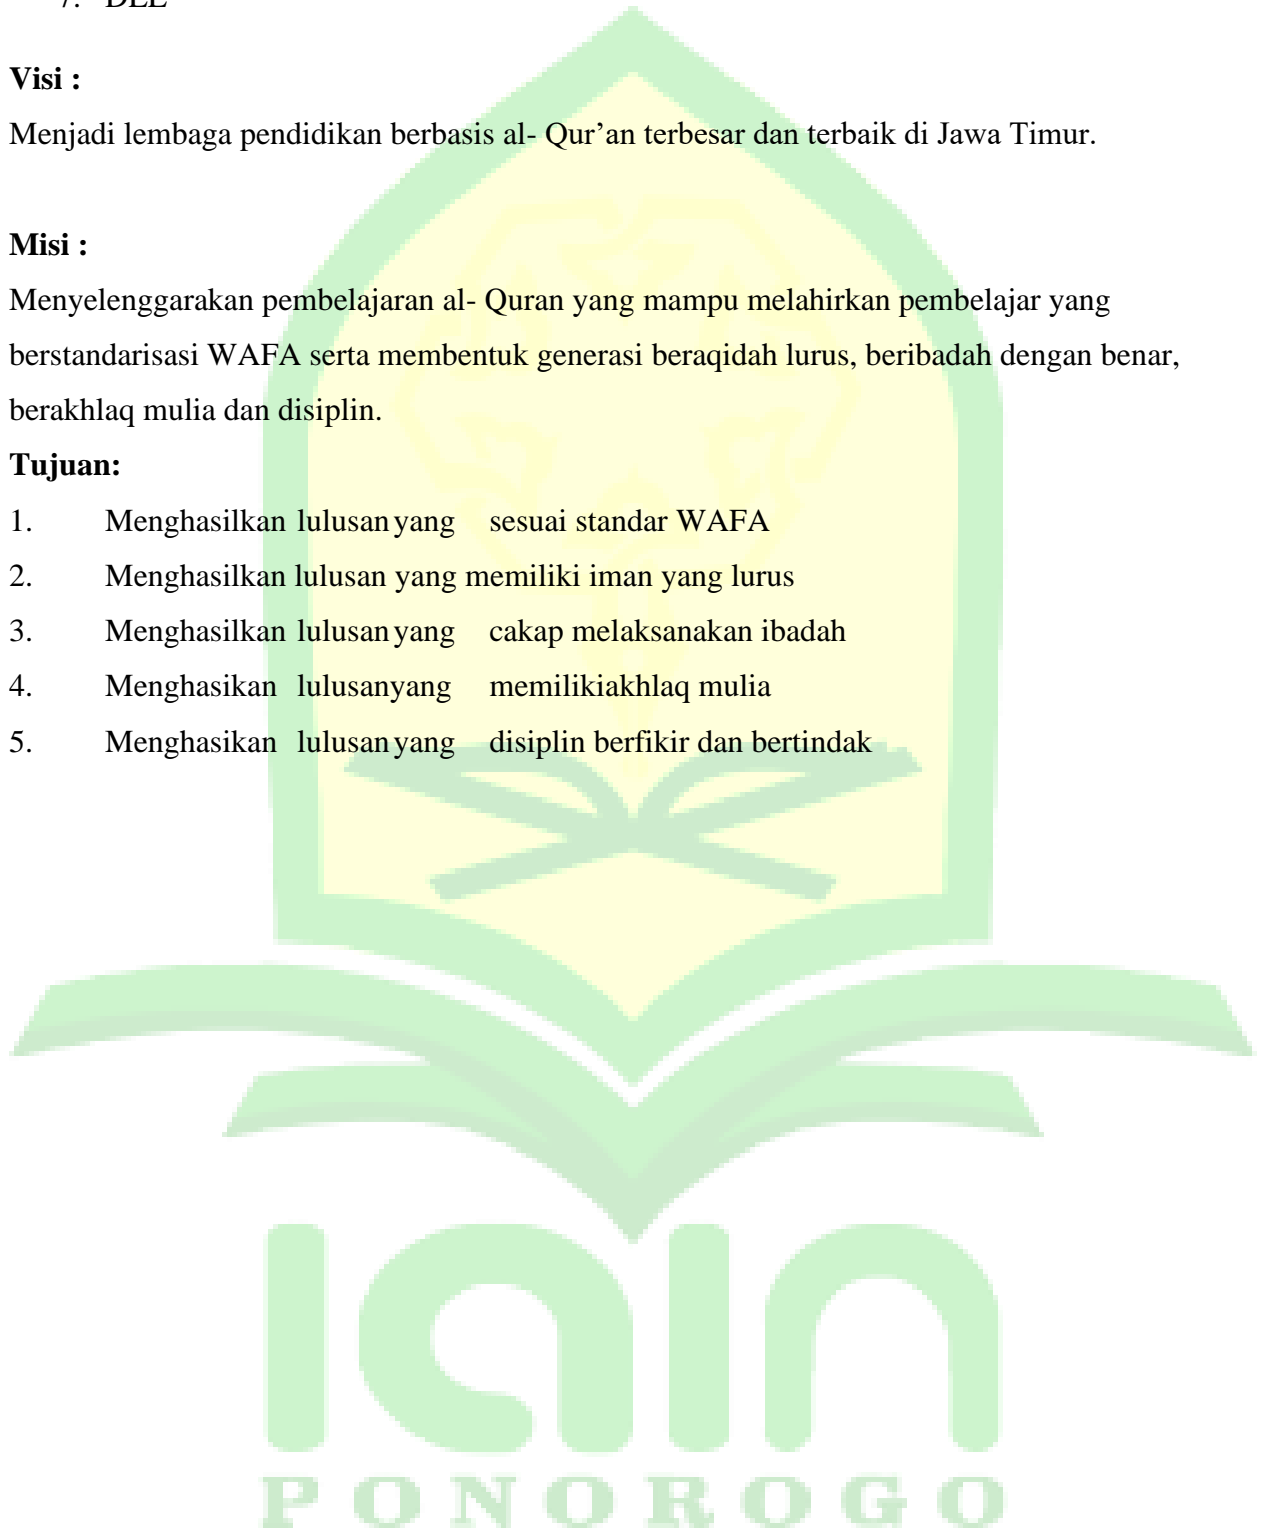 7. DLL
Visi :
Menjadi lembaga pendidikan berbasis al- Qur’an terbesar dan terbaik di Jawa Timur.
Misi :
Menyelenggarakan pembelajaran al- Quran yang mampu melahirkan pembelajar yang
berstandarisasi WAFA serta membentuk generasi beraqidah lurus, beribadah dengan benar,
berakhlaq mulia dan disiplin.
Tujuan:
1. Menghasilkan lulusan yang sesuai standar WAFA
2. Menghasilkan lulusan yang memiliki iman yang lurus
3. Menghasilkan lulusan yang cakap melaksanakan ibadah
4. Menghasikan lulusanyang memilikiakhlaq mulia
5. Menghasikan lulusan yang disiplin berfikir dan bertindak
iain
PONOROGO